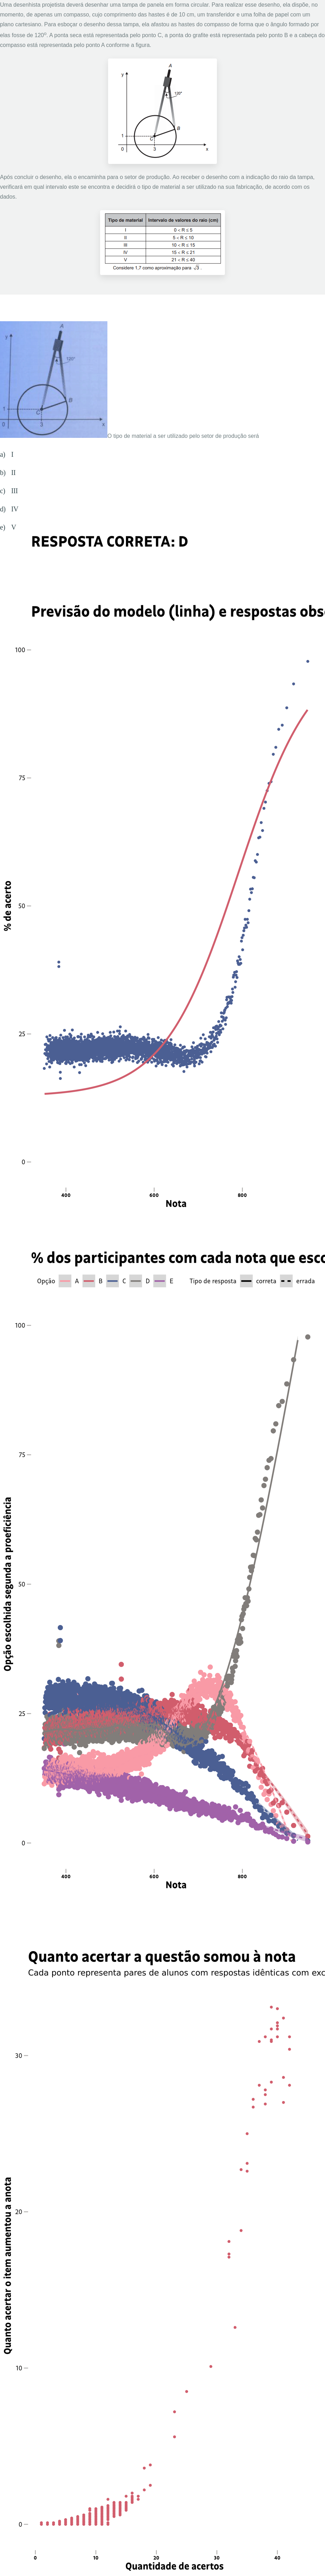 Uma desenhista projetista deverá desenhar uma tampa de panela em forma circular. Para realizar esse desenho, ela dispõe, no
momento, de apenas um compasso, cujo comprimento das hastes é de 10 cm, um transferidor e uma folha de papel com um
plano cartesiano. Para esboçar o desenho dessa tampa, ela afastou as hastes do compasso de forma que o ângulo formado por
elas fosse de 120º. A ponta seca está representada pelo ponto C, a ponta do grafite está representada pelo ponto B e a cabeça do
compasso está representada pelo ponto A conforme a figura.
y
A
120º
B
C
1
0
3
x
Após concluir o desenho, ela o encaminha para o setor de produção. Ao receber o desenho com a indicação do raio da tampa,
verificará em qual intervalo este se encontra e decidirá o tipo de material a ser utilizado na sua fabricação, de acordo com os
dados.
Tipo de material Intervalo de valores do raio (cm)
I 0 < R ≤ 5
II 5 < R ≤ 10
III 10 < R ≤ 15
IV 15 < R ≤ 21
V 21 < R ≤ 40
Considere 1,7 como aproximação para √3.
y
A
120º
B
C
1
0
3
x
O tipo de material a ser utilizado pelo setor de produção será
a) I
b) II
c) III
d) IV
e) V
RESPOSTA CORRETA: D
Previsão do modelo (linha) e respostas obs
% de acerto
100
75
50
25
0
400 600 800
Nota
% dos participantes com cada nota que esco
Opção A B C D E Tipo de resposta correta errada
Opção escolhida segundo a proeficiência
100
75
50
25
0
400 600 800
Nota
Quanto acertar a questão somou à nota
Cada ponto representa pares de alunos com respostas idênticas com exc
Quanto acertar o item aumentou a anota
30
20
10
0
0 10 20 30 40
Quantidade de acertos